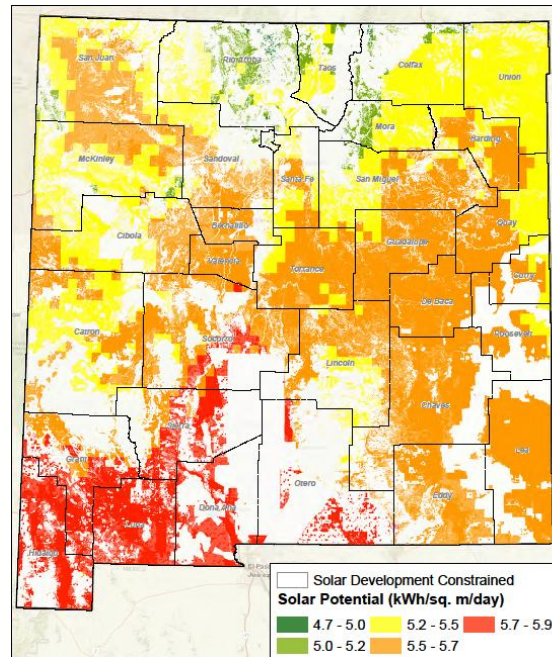 San Juan
Rio Arriba
Taos
Colfax
Union
Mora
Harding
McKinley
Sandoval
Santa Fe
San Miguel
Cibola
Bernalillo
Quay
Guadalupe
Valencia
Torrance
Curry
De Baca
Catron
Socorro
Roosevelt
Lincoln
Chaves
Sierra
Grant
Lea
Otero
Eddy
Dona Ana
Luna
Hidalgo
El Paso
Solar Development Constrained
Solar Potential (kWh/sq. m/day)
4.7 - 5.0 5.2 - 5.5 5.7 - 5.9
5.0 - 5.2 5.5 - 5.7